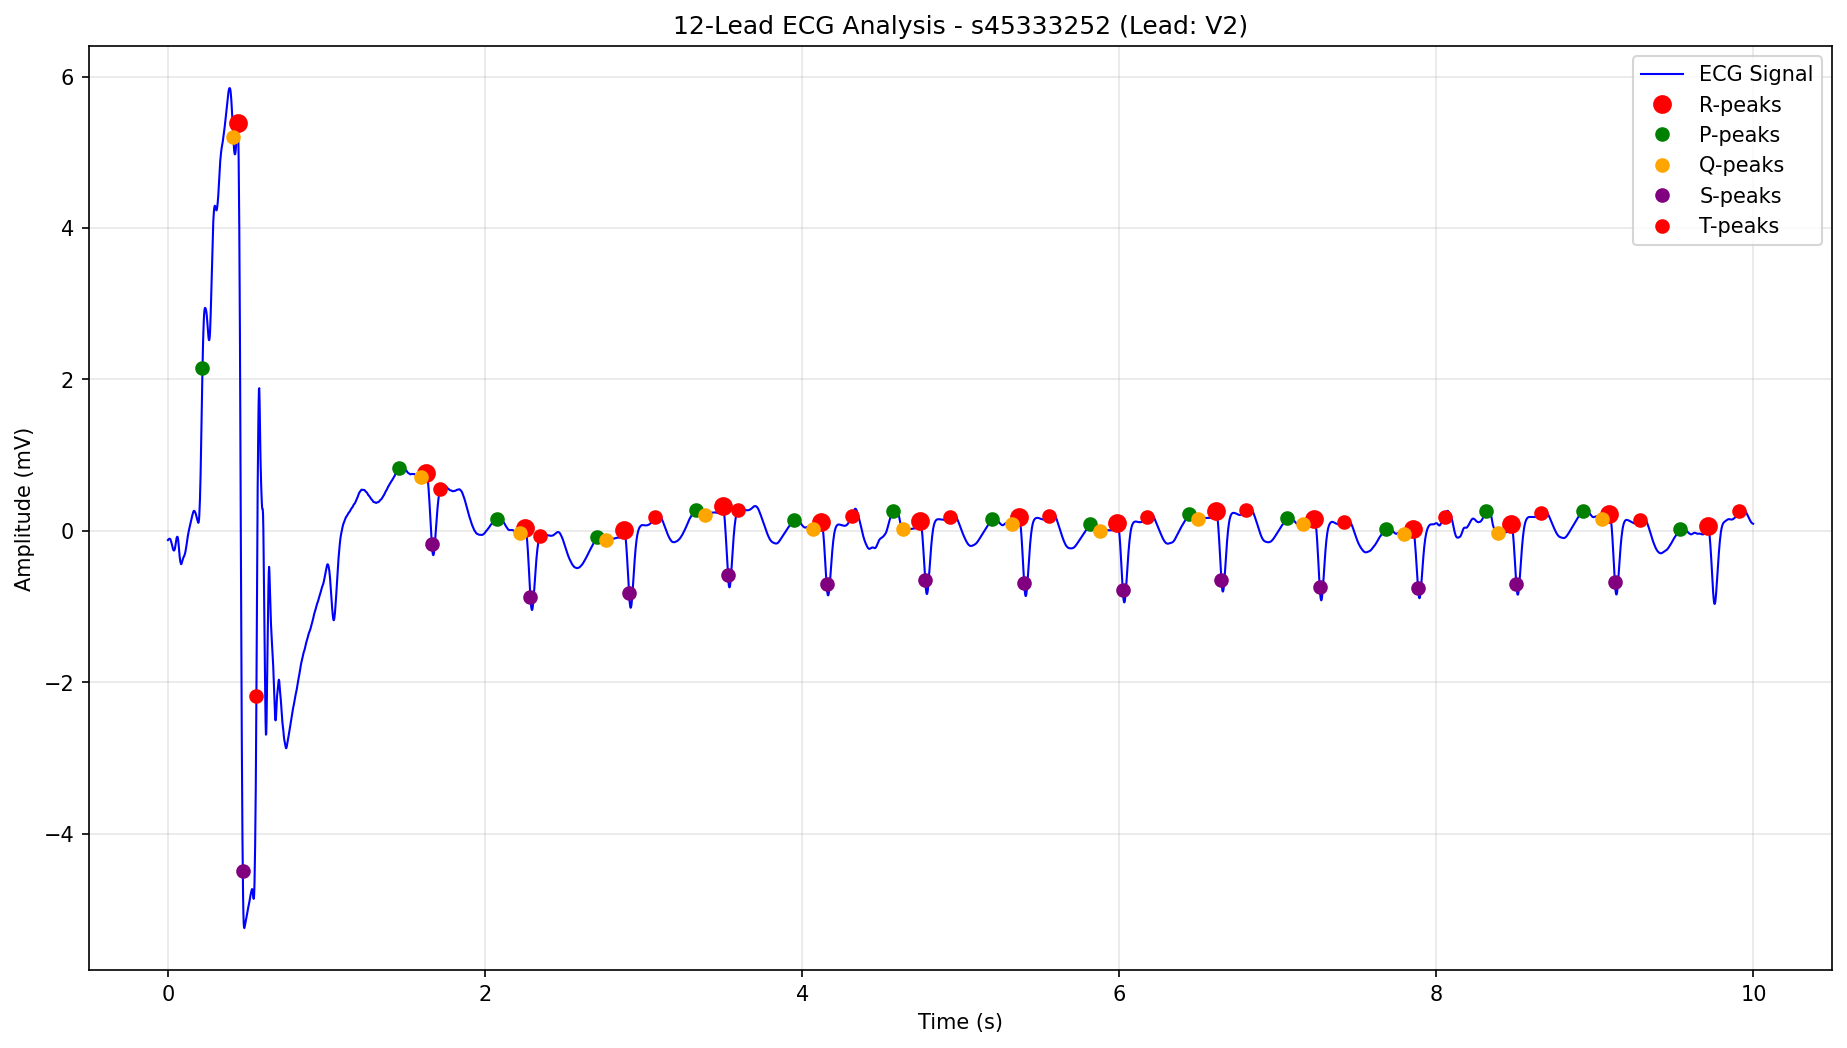 12-Lead ECG Analysis - s45333252 (Lead: V2)
ECG Signal
R-peaks
P-peaks
Q-peaks
S-peaks
T-peaks
Amplitude (mV)
6
4
2
0
−2
−4
0 2 4 6 8 10
Time (s)